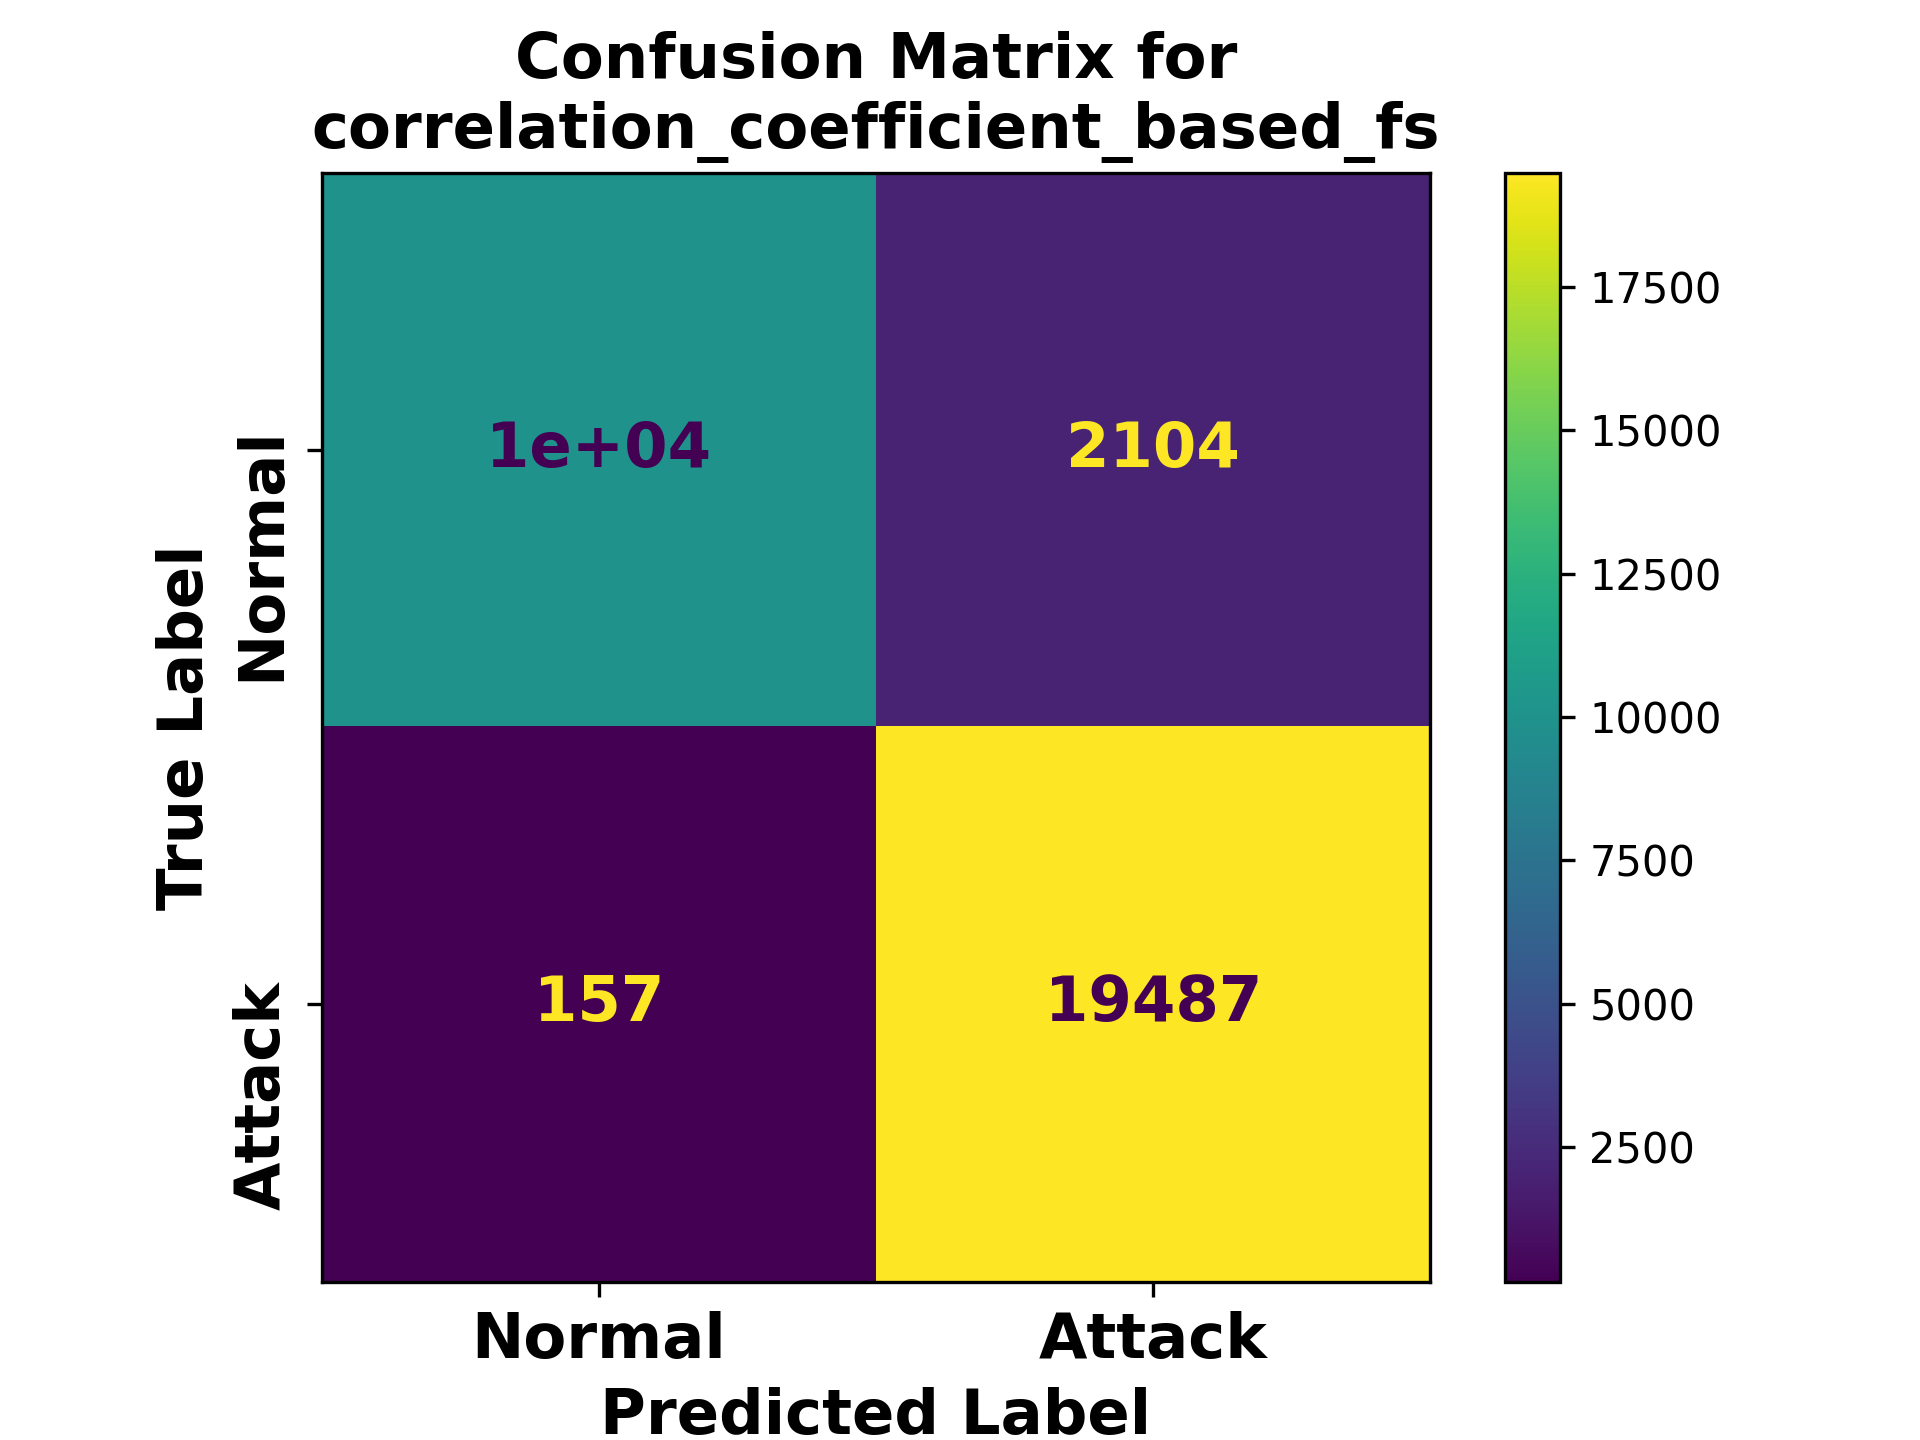 Confusion Matrix for
correlation_coefficient_based_fs
True Label
Normal
Attack
1e+04
2104
157
19487
Normal
Attack
Predicted Label
17500
15000
12500
10000
7500
5000
2500